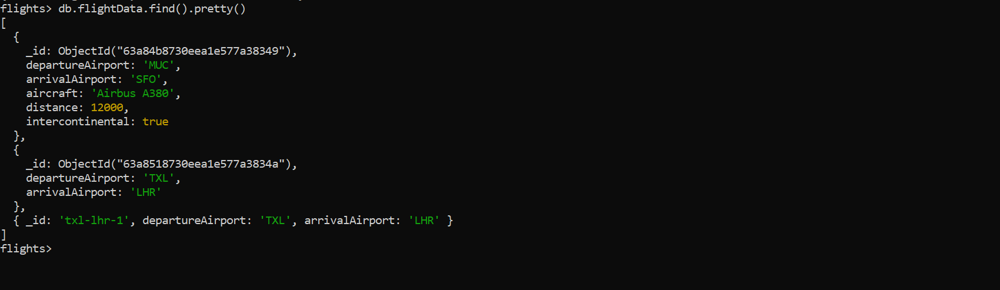 flights> db.flightData.find().pretty()
[
  {
    _id: ObjectId("63a84b8730eea1e577a38349"),
    departureAirport: 'MUC',
    arrivalAirport: 'SFO',
    aircraft: 'Airbus A380',
    distance: 12000,
    intercontinental: true
  },
  {
    _id: ObjectId("63a8518730eea1e577a3834a"),
    departureAirport: 'TXL',
    arrivalAirport: 'LHR'
  },
  { _id: 'txl-lhr-1', departureAirport: 'TXL', arrivalAirport: 'LHR' }
]
flights>